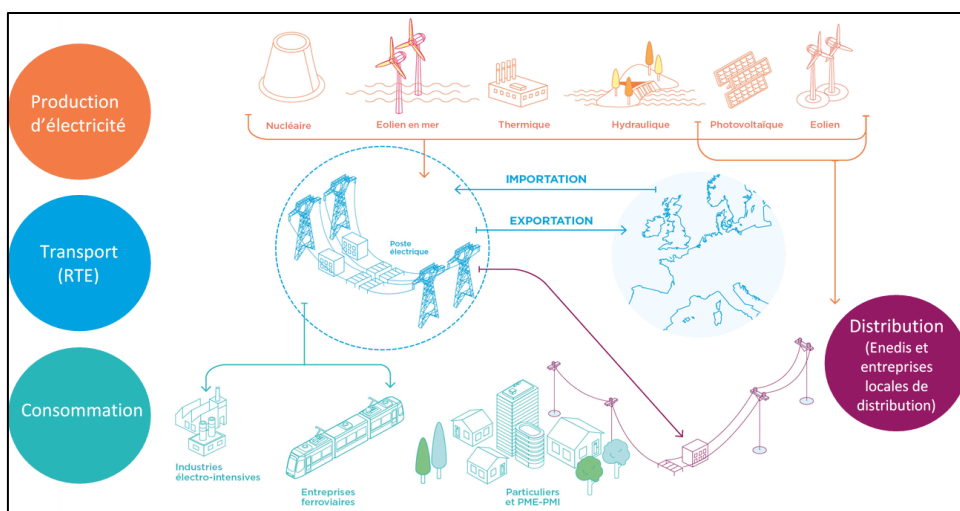 Production
d'électricité
Nucléaire
Eolien en mer
Thermique
Hydraulique
Photovoltaïque
Eolien
Transport
(RTE)
Poste
électrique
IMPORTATION
EXPORTATION
Distribution
(Enedis et
entreprises
locales de
distribution)
Consommation
Industries
électro-intensives
Entreprises
ferroviaires
Particuliers
et PME-PMI